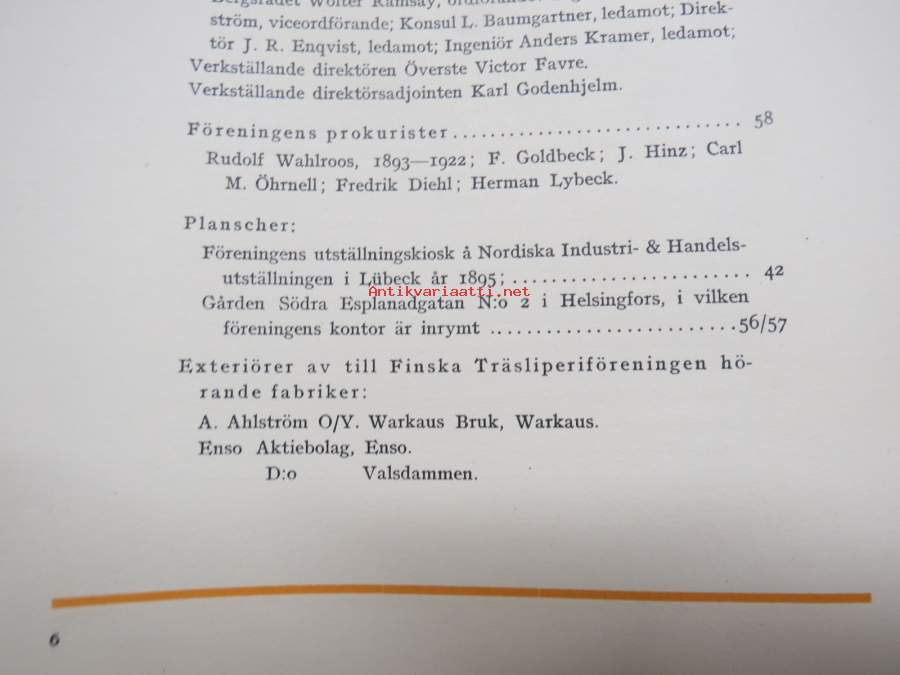 Bergsrådet Wolter Ramsay,
ström, viceordförande; Konsul L. Baumgartner, ledamot; Direk-
tör J. R. Enqvist, ledamot; Ingeniör Anders Kramer, ledamot;
Verkställande direktören Överste Victor Favre.
Verkställande direktörsadjointen Karl Godenhjelm.
Föreningens prokurister .............................. 58
Rudolf Wahlroos, 1893—1922; F. Goldbeck; J. Hinz; Carl
M. Öhrnell; Fredrik Diehl; Herman Lybeck.
Planscher:
Föreningens utställningskiosk å Nordiska Industri- & Handels-
utställningen i Lübeck år 1895; ......................... 42
Antikvariaatti.net
Gården Södra Esplanadgatan N:o 2 i Helsingfors, i vilken
föreningens kontor är inrymt ..........................56/57
Exteriörer av till Finska Träsliperiföreningen hö-
rande fabriker:
A. Ahlström O/Y. Warkaus Bruk, Warkaus.
Enso Aktiebolag, Enso.
D:o Valsdammen.
6